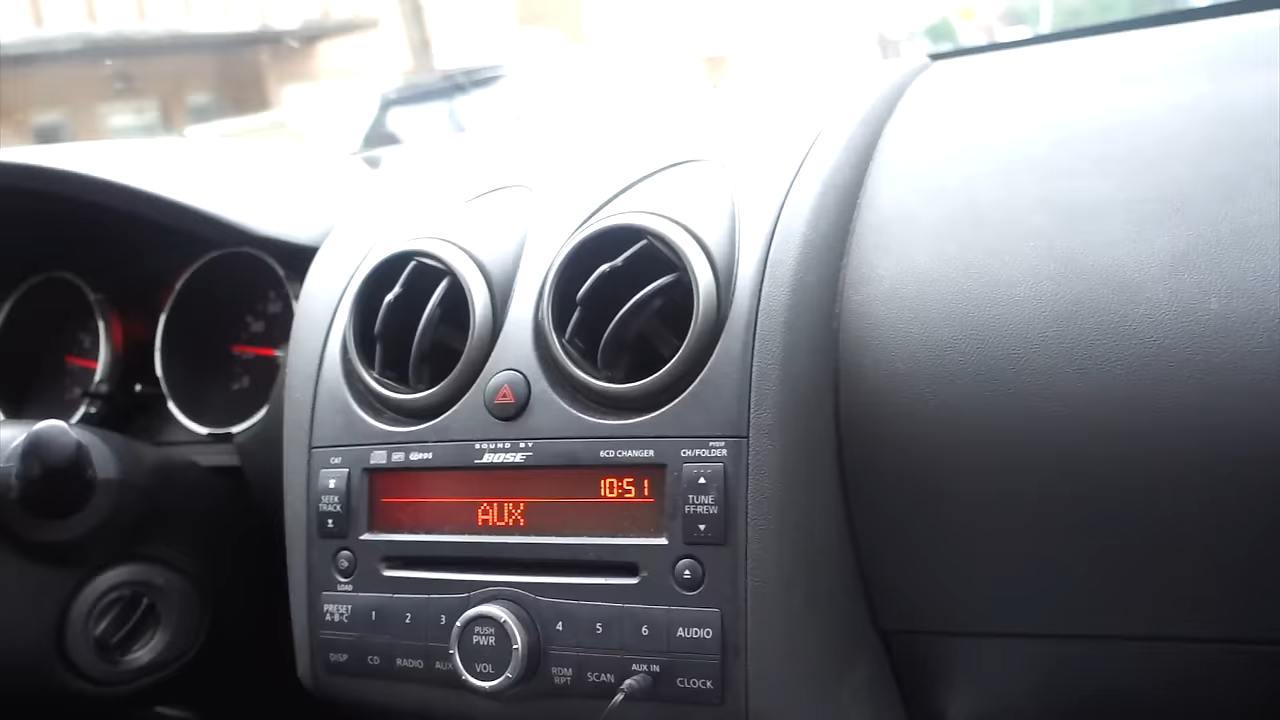 SOUND BY
BOSE
6CD CHANGER
CH/FOLDER
CAT
SEEK
TRACK
10:51
AUX
TUNE
FF·REW
LOAD
PRESET
A·B·C
1
2
3
4
5
6
AUDIO
PUSH
PWR
VOL
DISP
CD
RADIO
AUX
RDM
RPT
SCAN
AUX IN
CLOCK